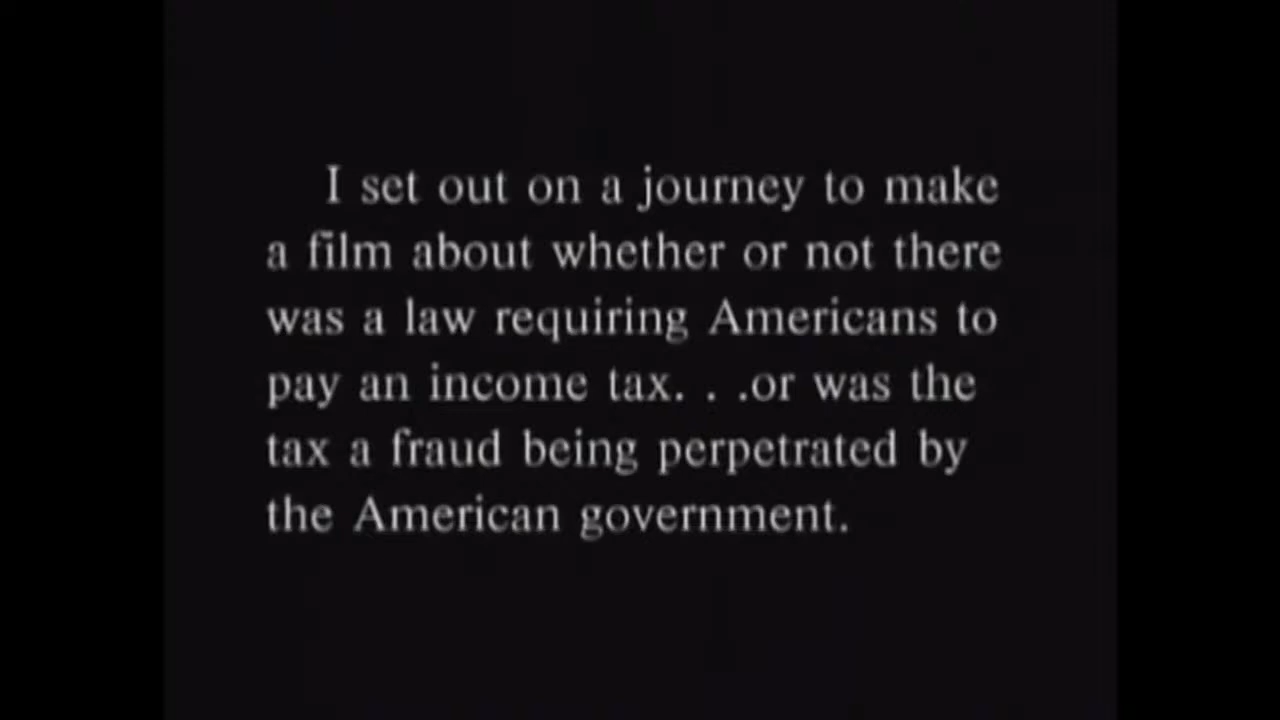 I set out on a journey to make
a film about whether or not there
was a law requiring Americans to
pay an income tax. . .or was the
tax a fraud being perpetrated by
the American government.